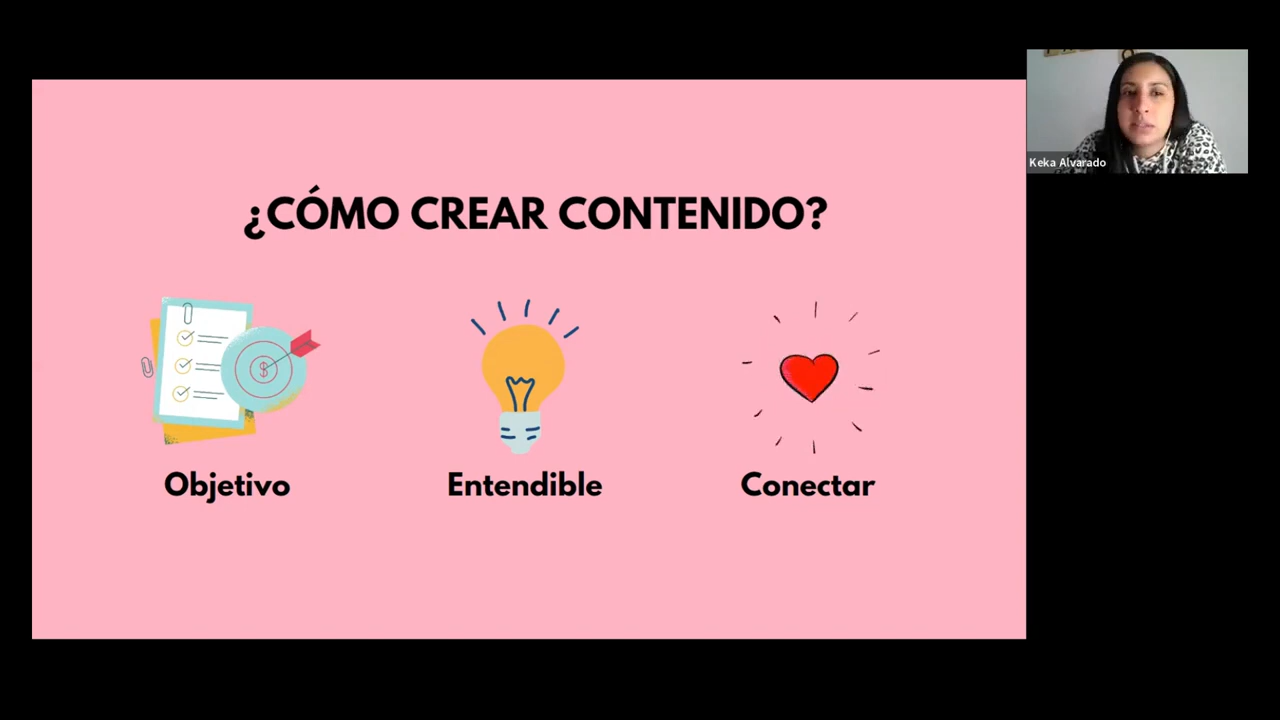 ¿CÓMO CREAR CONTENIDO?
$
Objetivo
Entendible
Conectar
Keka Alvarado